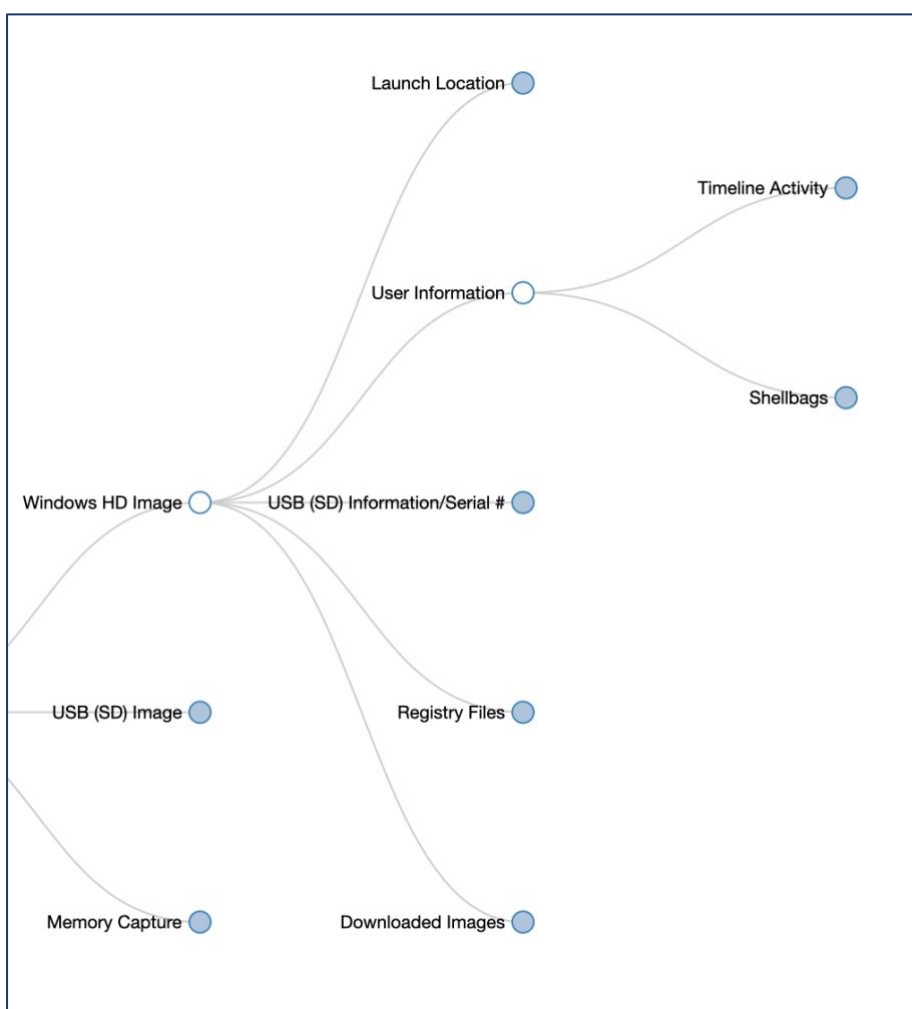 Launch Location
Timeline Activity
User Information
Shellbags
Windows HD Image
USB (SD) Information/Serial #
USB (SD) Image
Registry Files
Memory Capture
Downloaded Images